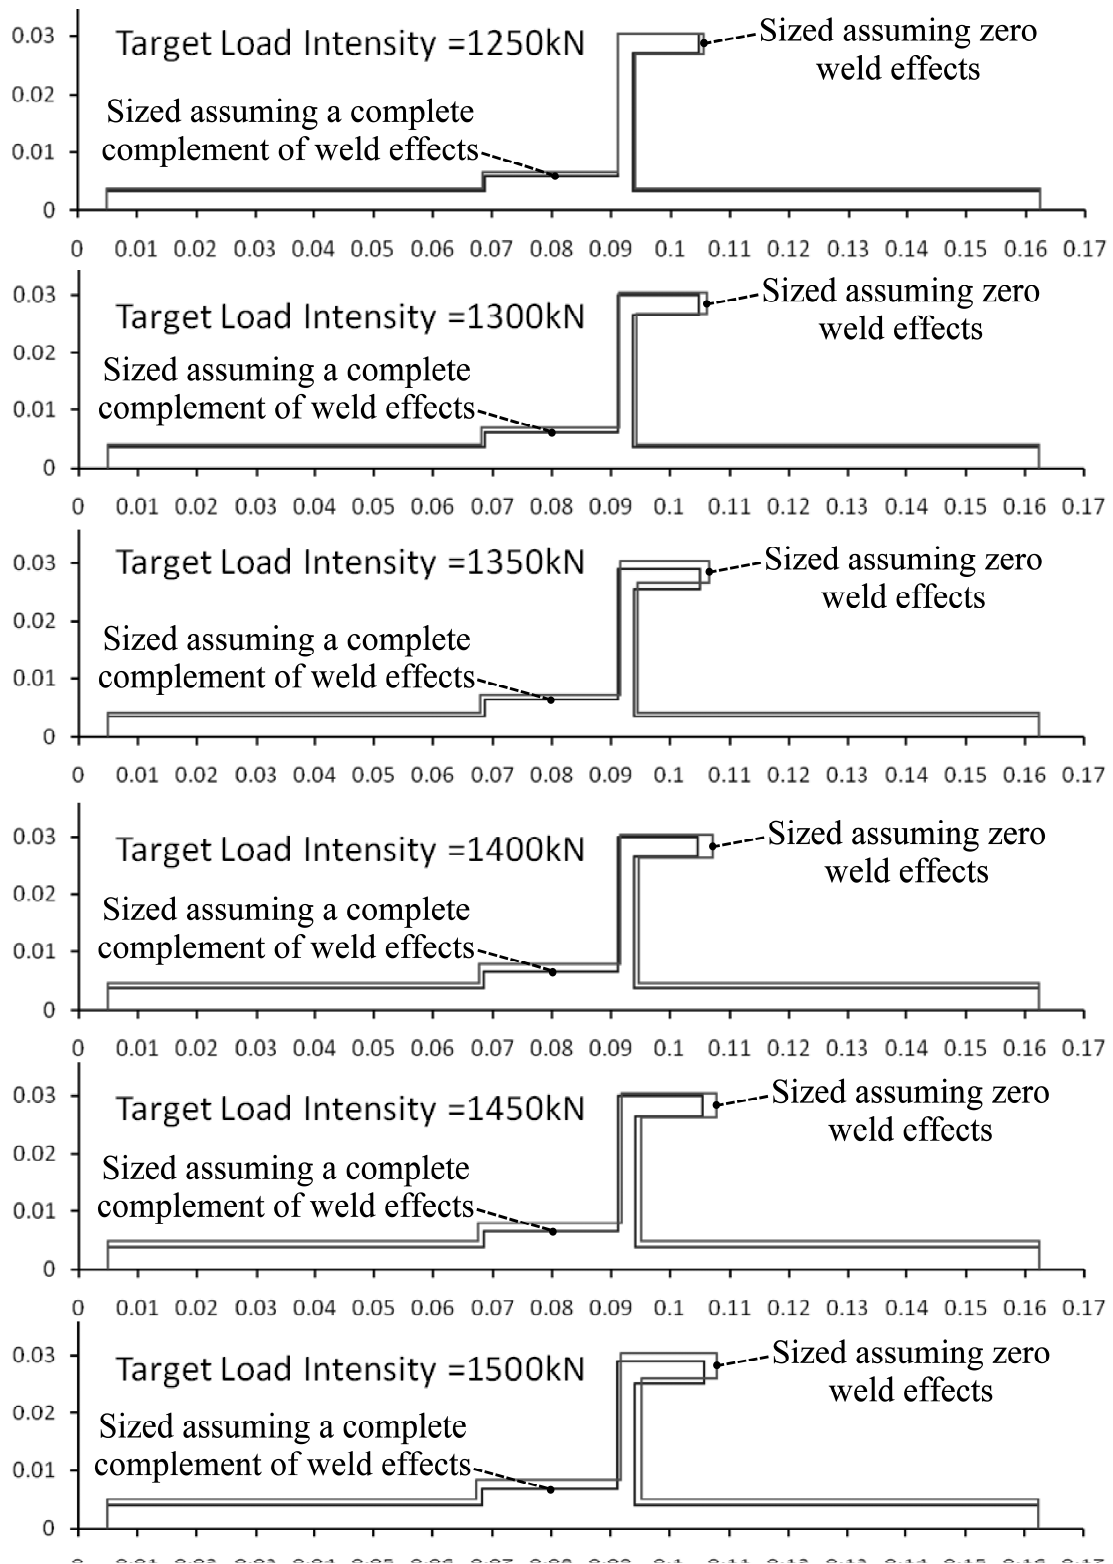 0.03
Target Load Intensity =1250kN
Sized assuming zero
weld effects
0.02
Sized assuming a complete
complement of weld effects
0.01
0
0 0.01 0.02 0.03 0.04 0.05 0.06 0.07 0.08 0.09 0.1 0.11 0.12 0.13 0.14 0.15 0.16 0.17
0.03
Target Load Intensity =1300kN
Sized assuming zero
weld effects
0.02
Sized assuming a complete
complement of weld effects
0.01
0
0 0.01 0.02 0.03 0.04 0.05 0.06 0.07 0.08 0.09 0.1 0.11 0.12 0.13 0.14 0.15 0.16 0.17
0.03
Target Load Intensity =1350kN
Sized assuming zero
weld effects
0.02
Sized assuming a complete
complement of weld effects
0.01
0
0 0.01 0.02 0.03 0.04 0.05 0.06 0.07 0.08 0.09 0.1 0.11 0.12 0.13 0.14 0.15 0.16 0.17
0.03
Target Load Intensity =1400kN
Sized assuming zero
weld effects
0.02
Sized assuming a complete
complement of weld effects
0.01
0
0 0.01 0.02 0.03 0.04 0.05 0.06 0.07 0.08 0.09 0.1 0.11 0.12 0.13 0.14 0.15 0.16 0.17
0.03
Target Load Intensity =1450kN
Sized assuming zero
weld effects
0.02
Sized assuming a complete
complement of weld effects
0.01
0
0 0.01 0.02 0.03 0.04 0.05 0.06 0.07 0.08 0.09 0.1 0.11 0.12 0.13 0.14 0.15 0.16 0.17
0.03
Target Load Intensity =1500kN
Sized assuming zero
weld effects
0.02
Sized assuming a complete
complement of weld effects
0.01
0